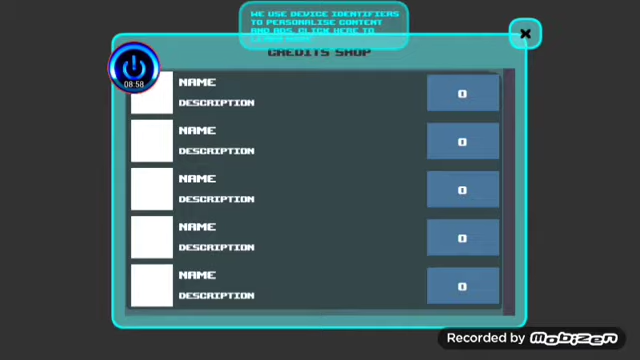 WE USE DEVICE IDENTIFIERS
TO PERSONALISE CONTENT
AND ADS. CLICK HERE TO
CREDITS SHOP
08:58
NAME
DESCRIPTION
0
NAME
DESCRIPTION
0
NAME
DESCRIPTION
0
NAME
DESCRIPTION
0
NAME
DESCRIPTION
0
Recorded by mobizen